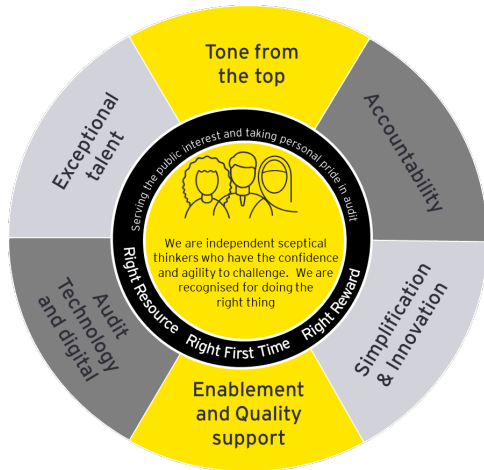 Tone from
the top
Accountability
Simplification
& Innovation
Enablement
and Quality
support
Audit
Technology
and digital
Exceptional
talent
Serving the public interest and taking personal pride in audit
We are independent sceptical
thinkers who have the confidence
and agility to challenge. We are
recognised for doing the
right thing
Right Resource
Right First Time
Right Reward